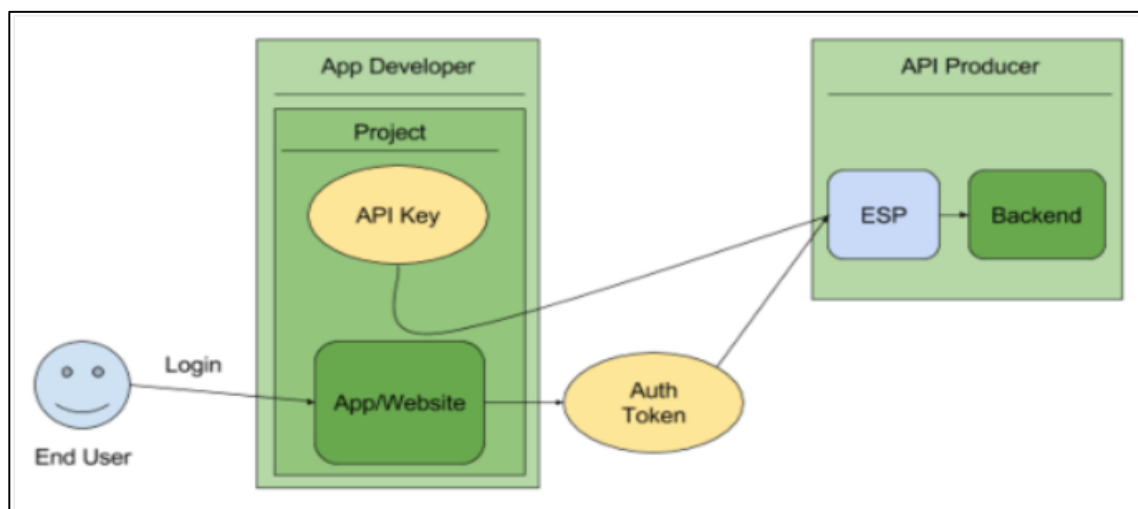 App Developer
API Producer
Project
API Key
ESP
Backend
Login
App/Website
Auth
Token
End User